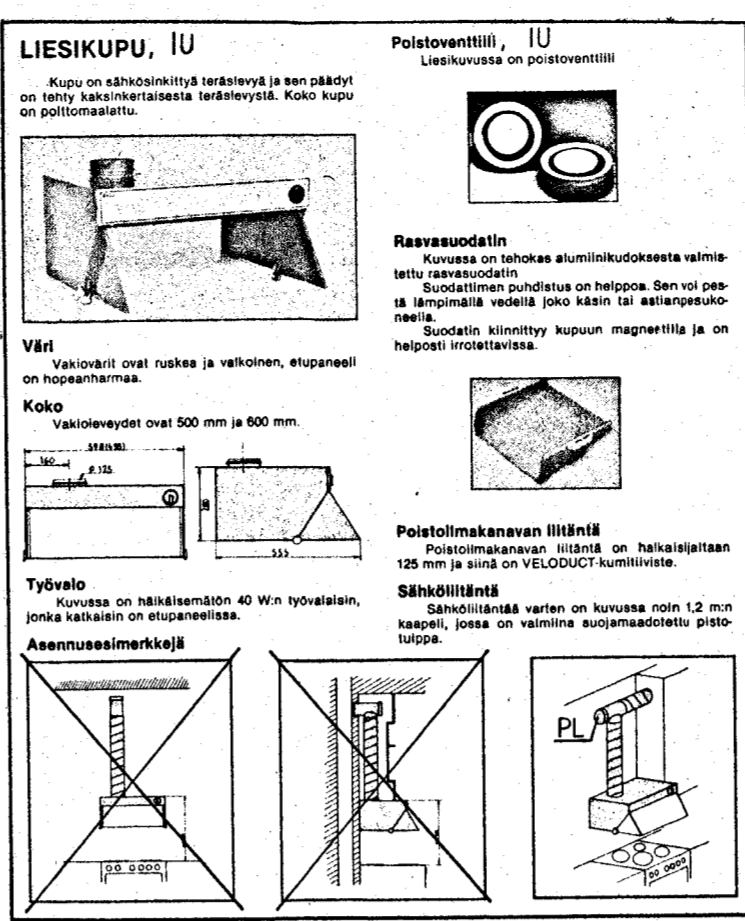 LIESIKUPU, IU
Kupu on sähkösinkittyä teräslevyä ja sen päädyt
on tehty kaksinkertaisesta teräslevystä. Koko kupu
on polttomaalattu.
Väri
Vakiovärit ovat ruskea ja valkoinen, etupaneeli
on hopeanharmaa.
Koko
Vakioleveydet ovat 500 mm ja 600 mm.
598(498)
160
ø 125
280
555
Työvalo
Kuvussa on häikäisemätön 40 W:n työvalaisin,
jonka katkaisin on etupaneelissa.
Asennusesimerkkejä
Poistoventtiili, IU
Liesikuvussa on poistoventtiili
Rasvasuodatin
Kuvussa on tehokas alumiinikudoksesta valmis-
tettu rasvasuodatin
Suodattimen puhdistus on helppoa. Sen voi pes-
tä lämpimällä vedellä joko käsin tai astianpesuko-
neella.
Suodatin kiinnittyy kupuun magneetilla ja on
helposti irrotettavissa.
Poistoilmakanavan liitäntä
Poistoilmakanavan liitäntä on halkaisijaltaan
125 mm ja siinä on VELODUCT-kumitiiviste.
Sähköliitäntä
Sähköliitäntää varten on kuvussa noin 1,2 m:n
kaapeli, jossa on valmiina suojamaadotettu pisto-
tulppa.
PL